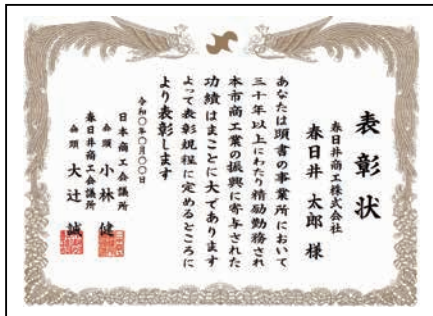 表彰状
春日井商工株式会社
春日井 太郎 様
あなたは頭書の事業所において
三十年以上にわたり精励勤務され
本市商工業の振興に寄与された
功績はまことに大であります
よって表彰規程に定めるところに
より表彰します
令和〇年〇月〇〇日
日本商工会議所
会頭 小林 健
春日井商工会議所
会頭 大辻 誠